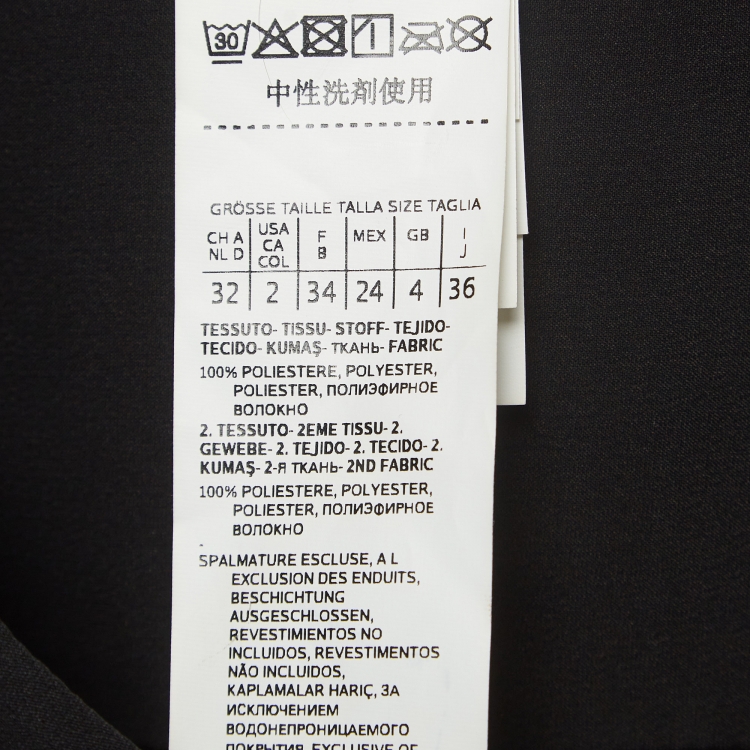 30
中性洗剤使用
GRÖSSE TAILLE TALLA SIZE TAGLIA
CH A NL D USA CA COL F B MEX GB I J
32 2 34 24 4 36
TESSUTO- TISSU- STOFF- TEJIDO-
TECIDO- KUMAŞ- ТКАНЬ- FABRIC
100% POLIESTERE, POLYESTER,
POLIESTER, ПОЛИЭФИРНОЕ
ВОЛОКНО
2. TESSUTO- 2EME TISSU- 2.
GEWEBE- 2. TEJIDO- 2. TECIDO- 2.
KUMAŞ- 2-Я ТКАНЬ- 2ND FABRIC
100% POLIESTERE, POLYESTER,
POLIESTER, ПОЛИЭФИРНОЕ
ВОЛОКНО
-
SPALMATURE ESCLUSE, A L
EXCLUSION DES ENDUITS,
BESCHICHTUNG
AUSGESCHLOSSEN,
REVESTIMIENTOS NO
INCLUIDOS, REVESTIMENTOS
NÃO INCLUIDOS,
KAPLAMALAR HARIÇ, ЗА
ИСКЛЮЧЕНИЕМ
ВОДОНЕПРОНИЦАЕМОГО
ПОКРЫТИЯ, EXCLUSIVE OF